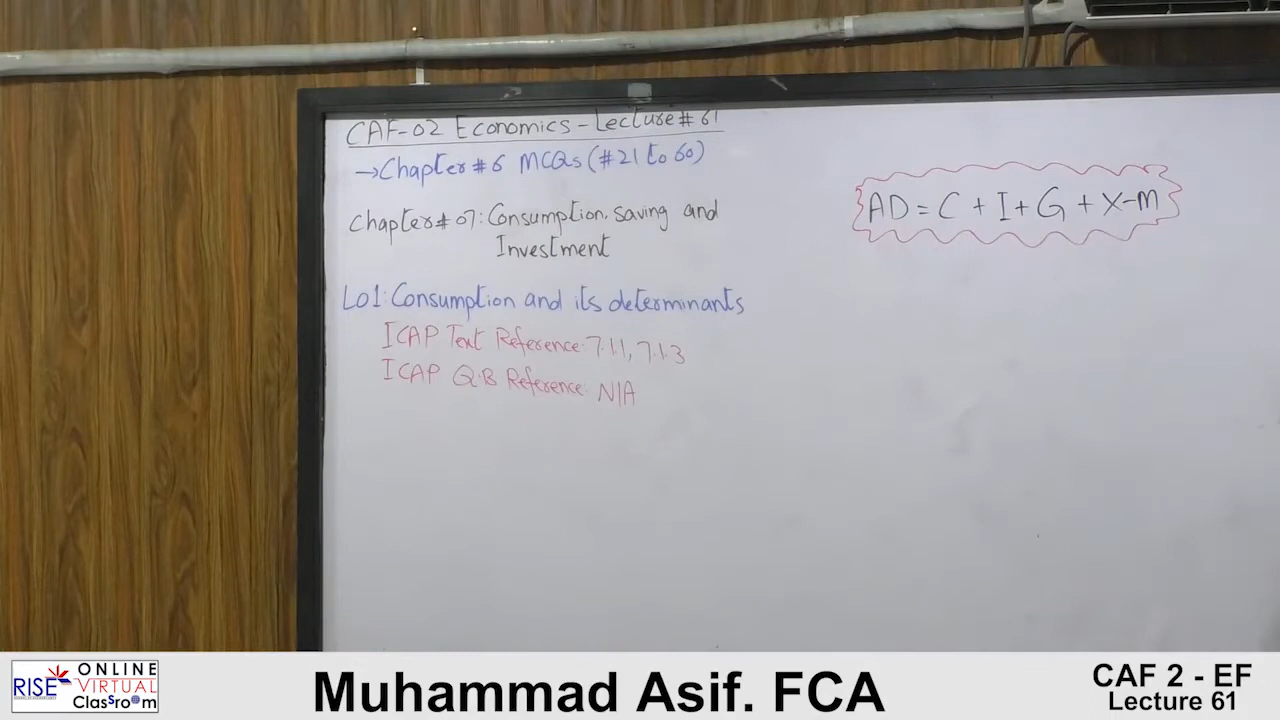 CAF-02 Economics-Lecture # 61
→Chapter # 6 MCQs (#21 to 60)
Chapter # 07: Consumption, saving and
Investment
LO1: Consumption and its determinants
ICAP Text Reference: 7.1.1, 7.1.3
ICAP Q.B Reference: N/A
AD = C + I + G + X-M
RISE
ONLINE
VIRTUAL
Classroom
Muhammad Asif. FCA
CAF 2 - EF
Lecture 61